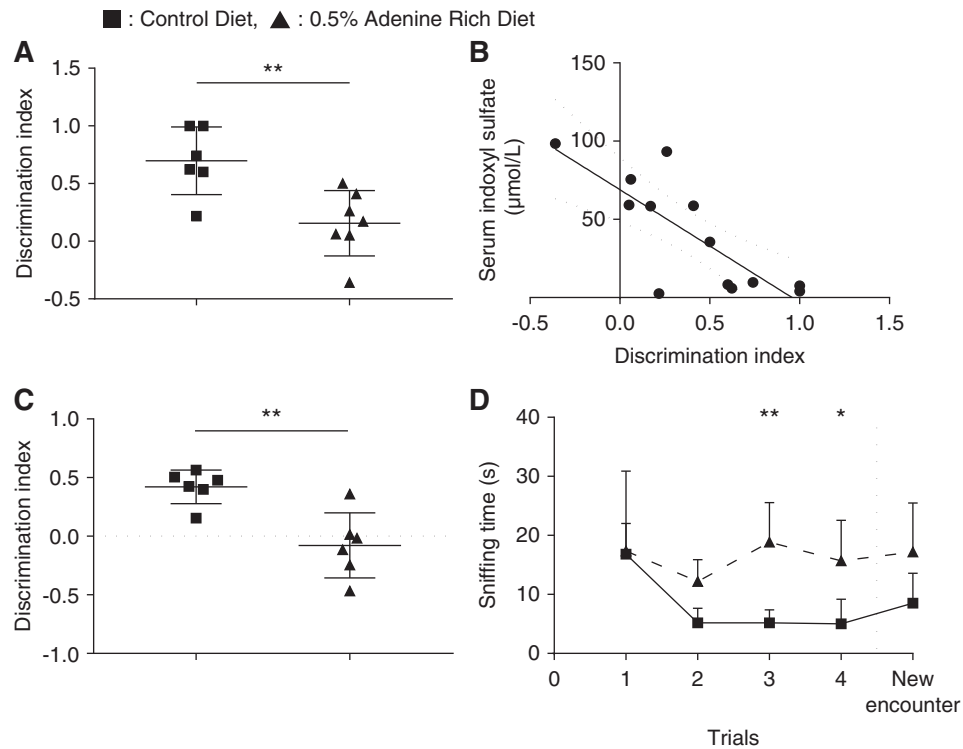 ■ : Control Diet, ▲ : 0.5% Adenine Rich Diet
A
Discrimination index
1.5
1.0
0.5
0.0
-0.5
**
B
Serum indoxyl sulfate
(μmol/L)
150
100
50
-0.5
0.0
0.5
1.0
1.5
Discrimination index
C
Discrimination index
1.0
0.5
0.0
-0.5
-1.0
**
D
Sniffing time (s)
40
30
20
10
0
** *
0 1 2 3 4 New
encounter
Trials